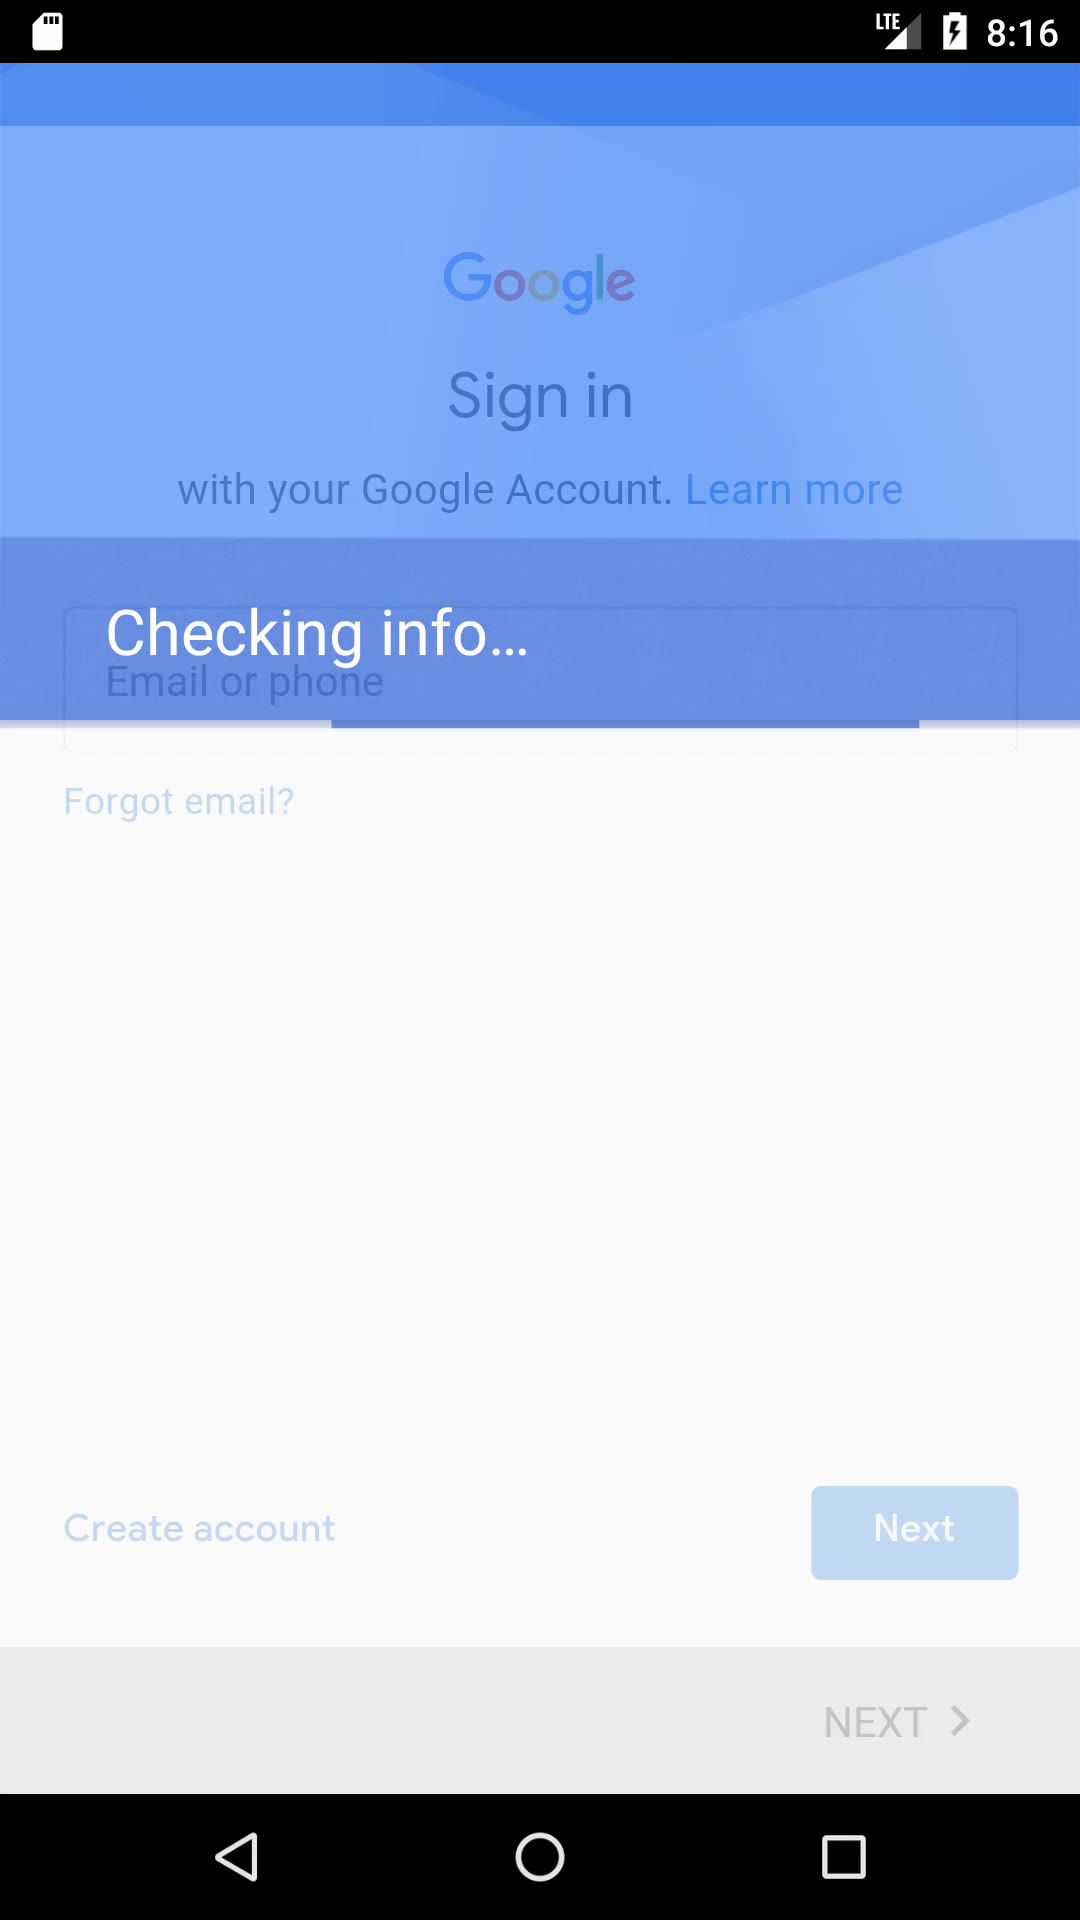 LTE 8:16
Google
Sign in
with your Google Account. Learn more
Checking info...
Email or phone
Forgot email?
Create account Next
NEXT